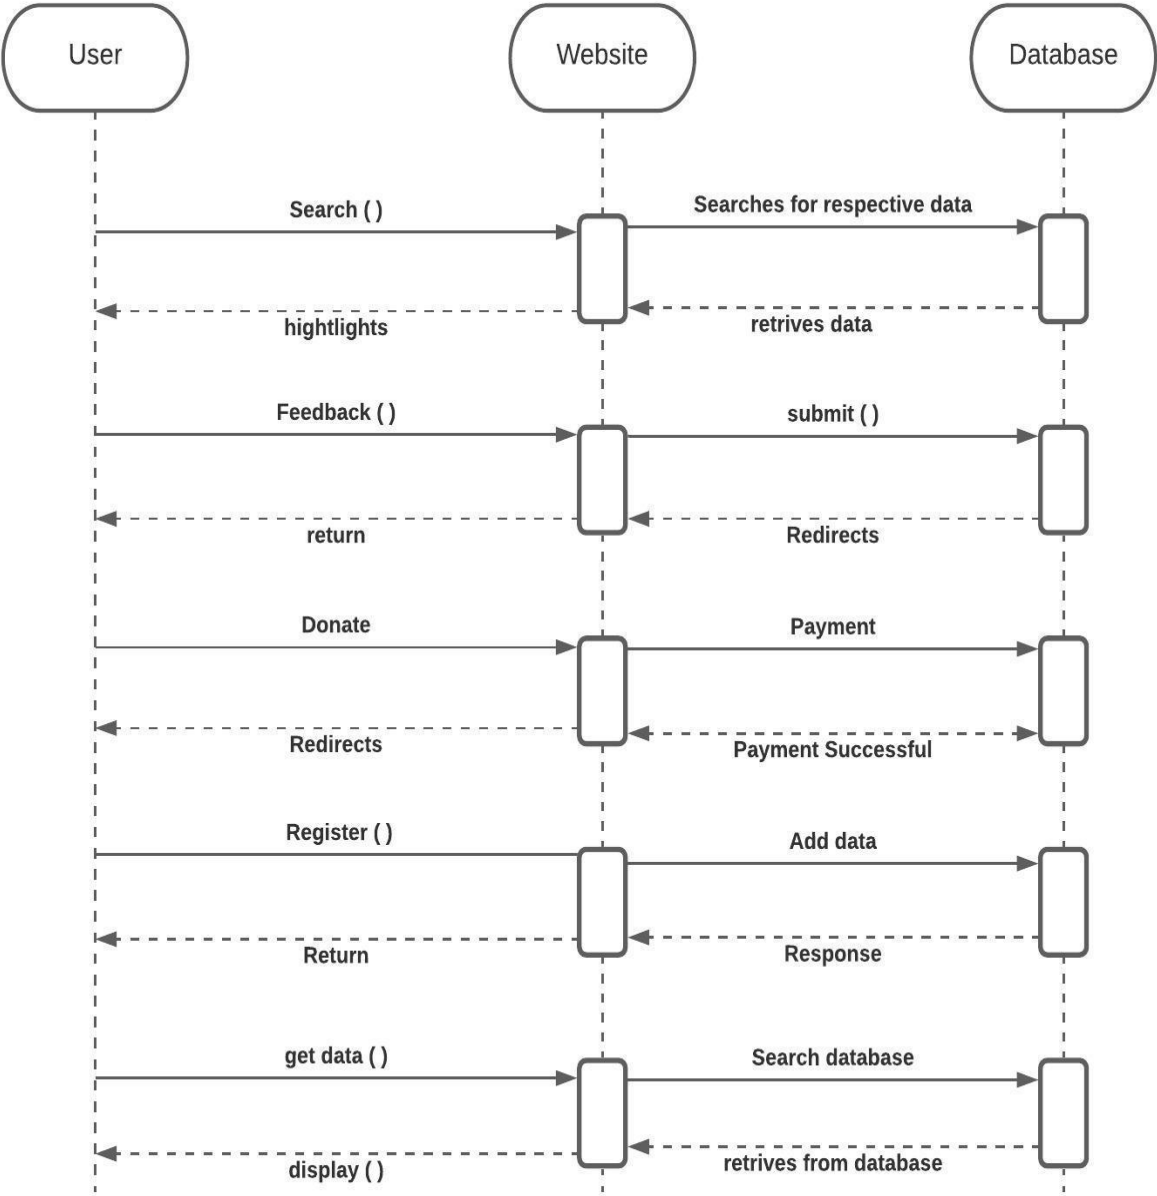 User
Website
Database
Search ( )
Searches for respective data
hightlights
retrives data
Feedback ( )
submit ( )
return
Redirects
Donate
Payment
Redirects
Payment Successful
Register ( )
Add data
Return
Response
get data ( )
Search database
display ( )
retrives from database